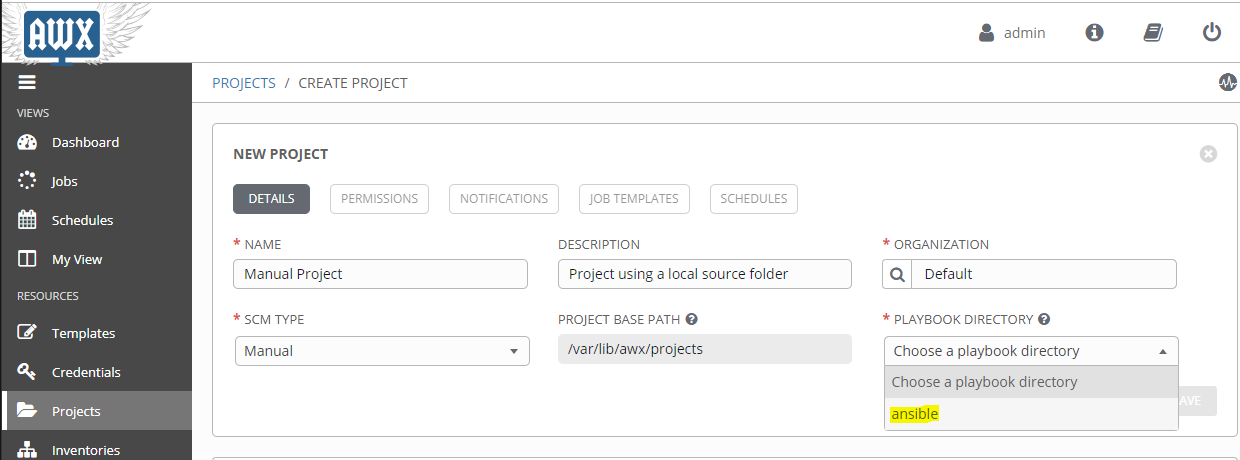 AWX
admin
PROJECTS / CREATE PROJECT
VIEWS
Dashboard
Jobs
Schedules
My View
RESOURCES
Templates
Credentials
Projects
Inventories
NEW PROJECT
DETAILS PERMISSIONS NOTIFICATIONS JOB TEMPLATES SCHEDULES
* NAME DESCRIPTION * ORGANIZATION
Manual Project Project using a local source folder Default
* SCM TYPE PROJECT BASE PATH * PLAYBOOK DIRECTORY
Manual /var/lib/awx/projects Choose a playbook directory
Choose a playbook directory
ansible